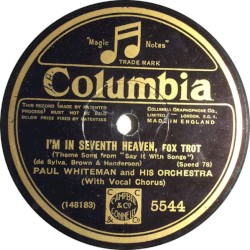 "Magic Notes"
TRADE MARK
Columbia
THIS RECORD (MADE BY PATENTED
PROCESS) MUST NOT BE SOLD
BELOW PRICE FIXED BY PATENTEES
COLUMBIA GRAPHOPHONE CO.
LIMITED - LONDON, E.C.1.
MADE IN ENGLAND
I'M IN SEVENTH HEAVEN, FOX TROT
(Theme Song from "Say it With Songs")
(de Sylva, Brown & Henderson) (Speed 78)
PAUL WHITEMAN AND HIS ORCHESTRA
(With Vocal Chorus)
(148183)
CAMPBELL
&
CONNELLY
5544